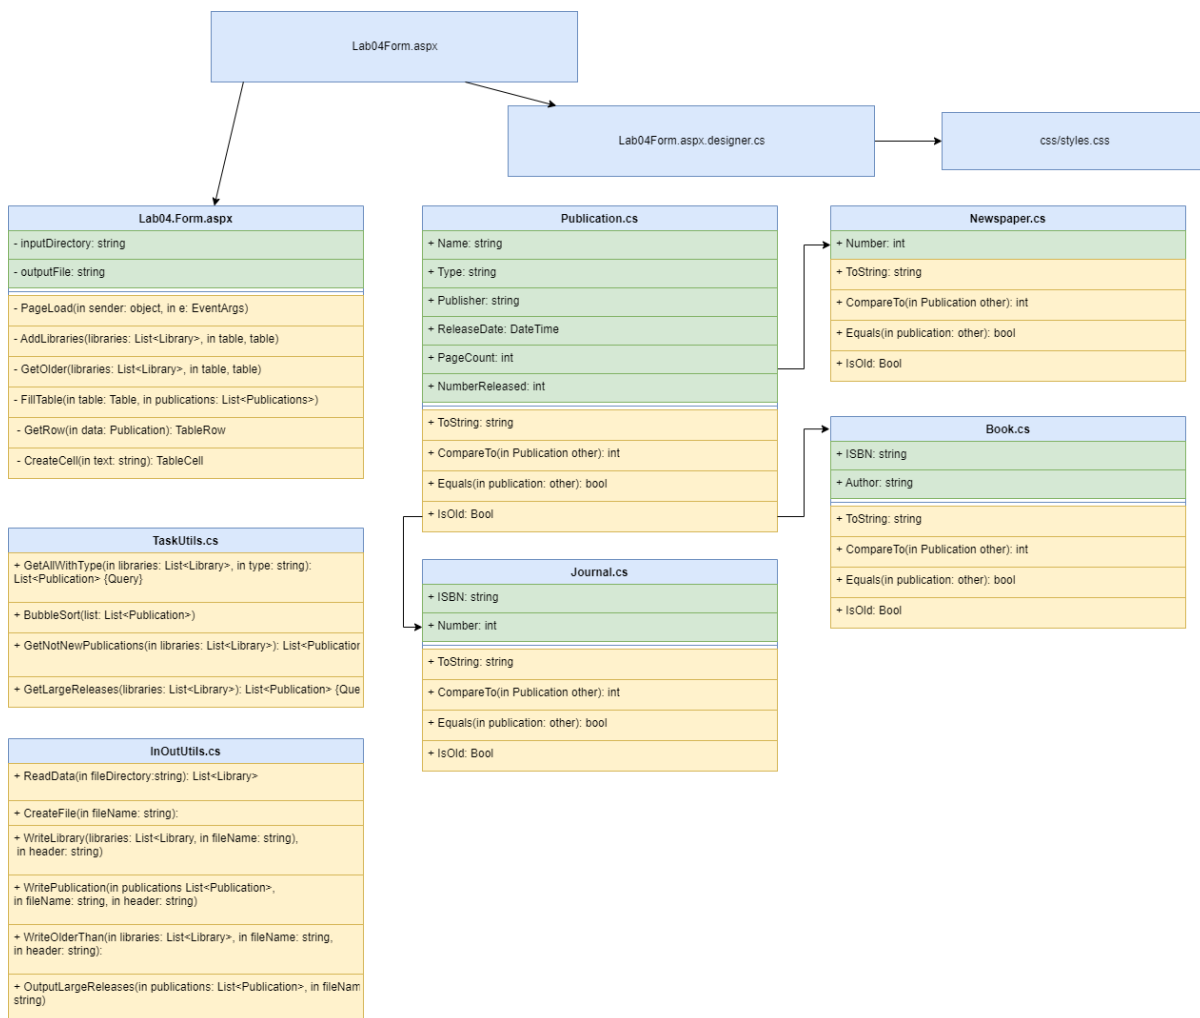 Lab04Form.aspx
Lab04Form.aspx.designer.cs
css/styles.css
Lab04.Form.aspx
- inputDirectory: string
- outputFile: string
- PageLoad(in sender: object, in e: EventArgs)
- AddLibraries(libraries: List<Library>, in table, table)
- GetOlder(libraries: List<Library>, in table, table)
- FillTable(in table: Table, in publications: List<Publications>)
- GetRow(in data: Publication): TableRow
- CreateCell(in text: string): TableCell
Publication.cs
+ Name: string
+ Type: string
+ Publisher: string
+ ReleaseDate: DateTime
+ PageCount: int
+ NumberReleased: int
+ ToString: string
+ CompareTo(in Publication other): int
+ Equals(in publication: other): bool
+ IsOld: Bool
Newspaper.cs
+ Number: int
+ ToString: string
+ CompareTo(in Publication other): int
+ Equals(in publication: other): bool
+ IsOld: Bool
Book.cs
+ ISBN: string
+ Author: string
+ ToString: string
+ CompareTo(in Publication other): int
+ Equals(in publication: other): bool
+ IsOld: Bool
TaskUtils.cs
+ GetAllWithType(in libraries: List<Library>, in type: string):
List<Publication> {Query}
+ BubbleSort(list: List<Publication>)
+ GetNotNewPublications(in libraries: List<Library>): List<Publication
+ GetLargeReleases(libraries: List<Library>): List<Publication> {Que
Journal.cs
+ ISBN: string
+ Number: int
+ ToString: string
+ CompareTo(in Publication other): int
+ Equals(in publication: other): bool
+ IsOld: Bool
InOutUtils.cs
+ ReadData(in fileDirectory:string): List<Library>
+ CreateFile(in fileName: string):
+ WriteLibrary(libraries: List<Library, in fileName: string),
in header: string)
+ WritePublication(in publications List<Publication>,
in fileName: string, in header: string)
+ WriteOlderThan(in libraries: List<Library>, in fileName: string,
in header: string):
+ OutputLargeReleases(in publications: List<Publication>, in fileNam
string)